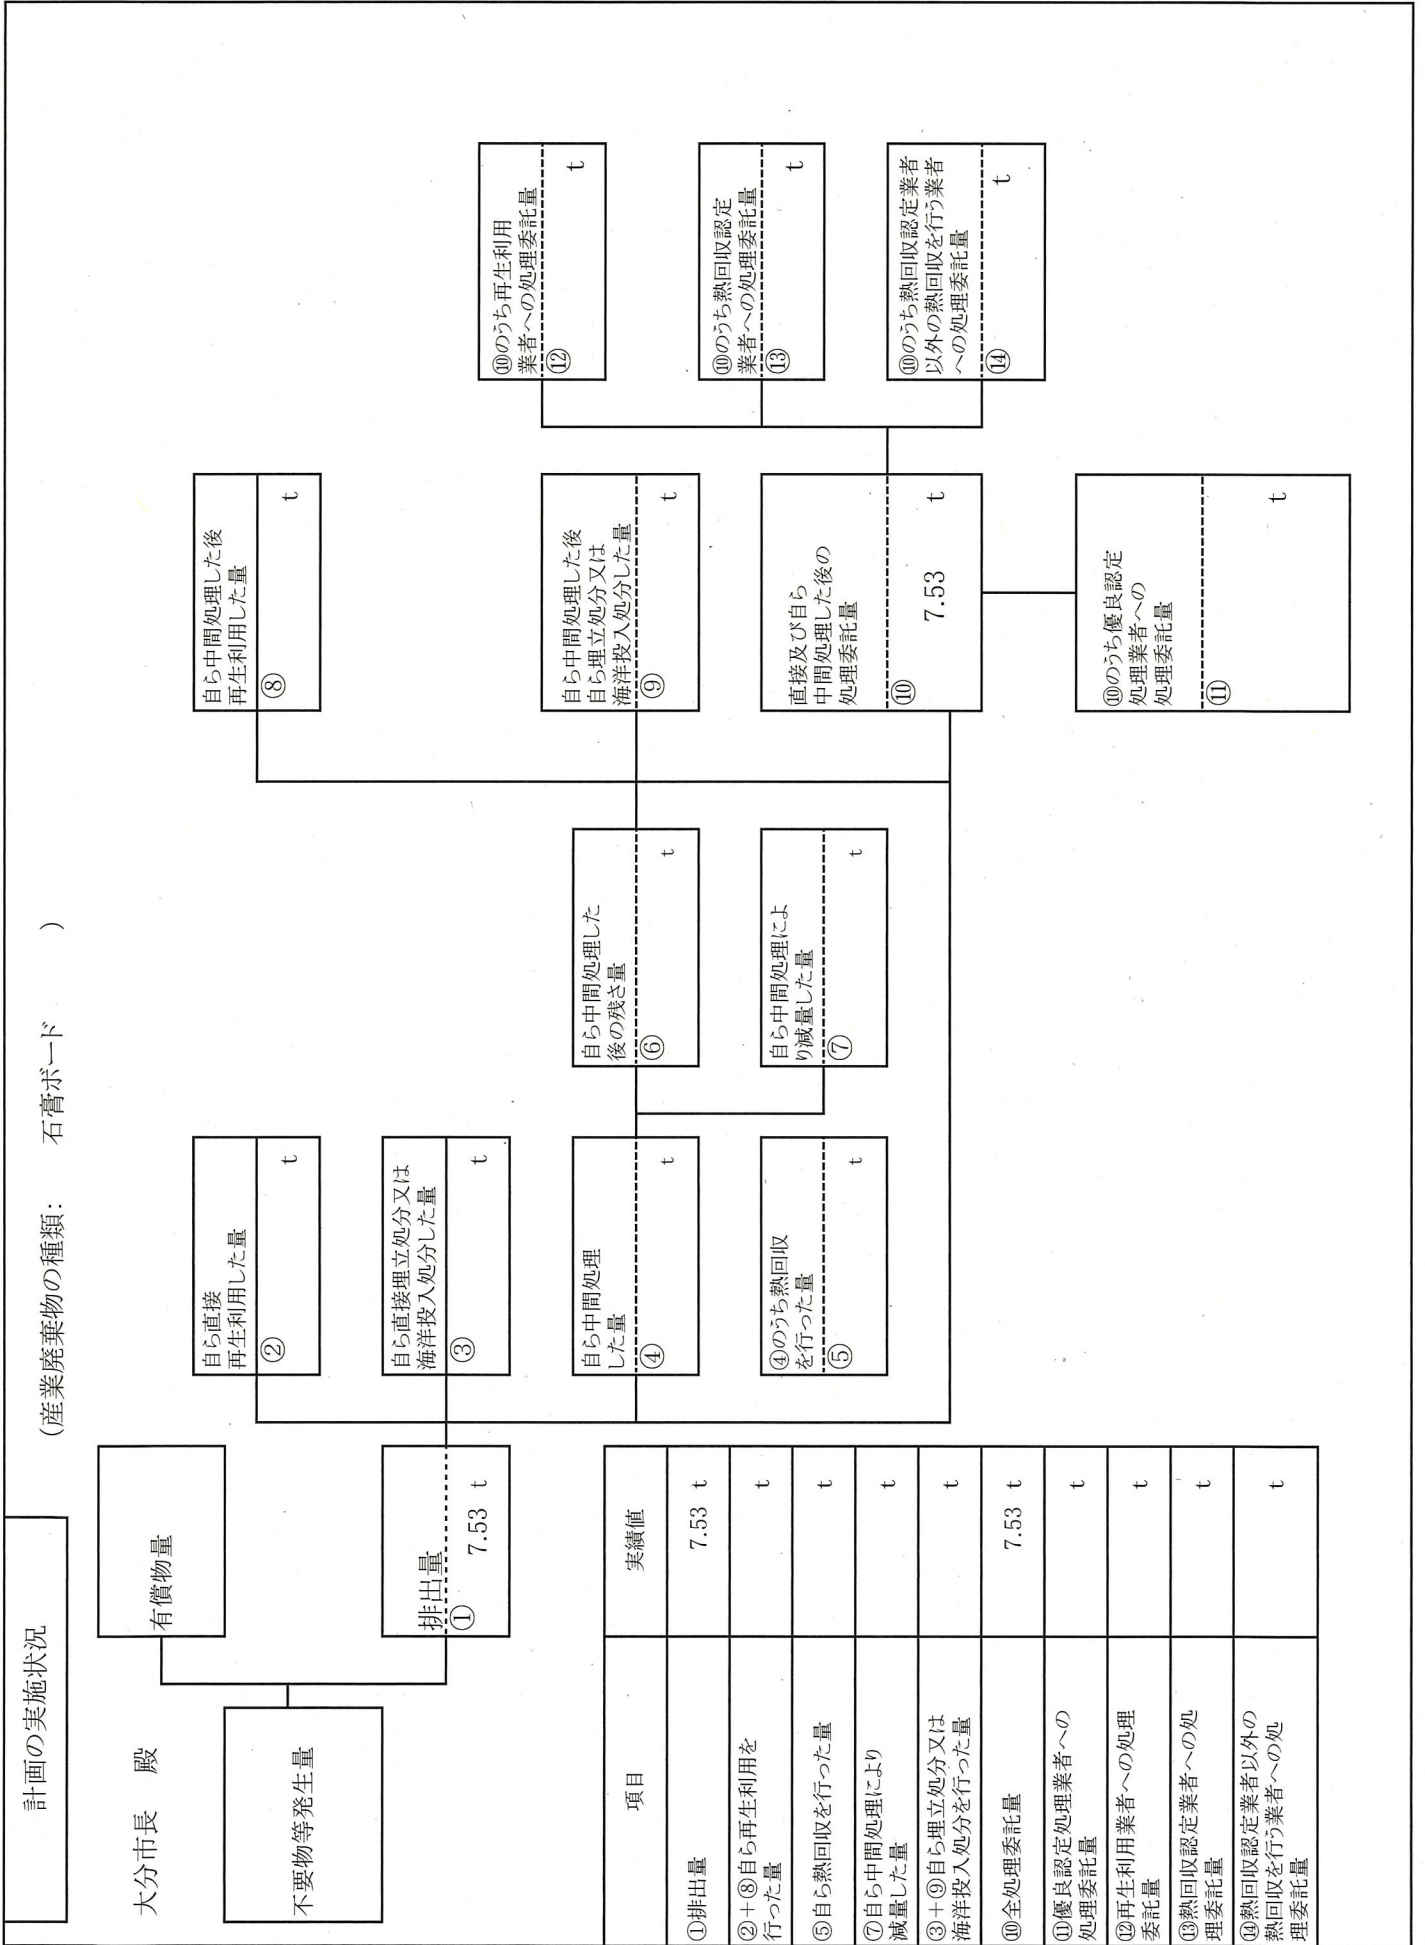 計画の実施状況
(産業廃棄物の種類： 石膏ボード )
大分市長 殿
不要物等発生量
有償物量
排出量
①
7.53 t
自ら直接
再生利用した量
②
t
自ら直接埋立処分又は
海洋投入処分した量
③
t
自ら中間処理
した量
④
t
④のうち熱回収
を行った量
⑤
t
自ら中間処理した
後の残さ量
⑥
t
自ら中間処理によ
り減量した量
⑦
t
自ら中間処理した後
再生利用した量
⑧
t
自ら中間処理した後
自ら埋立処分又は
海洋投入処分した量
⑨
t
直接及び自ら
中間処理した後の
処理委託量
⑩
7.53 t
⑩のうち優良認定
処理業者への
処理委託量
⑪
t
⑩のうち再生利用
業者への処理委託量
⑫
t
⑩のうち熱回収認定
業者への処理委託量
⑬
t
⑩のうち熱回収認定業者
以外の熱回収を行う業者
への処理委託量
⑭
t
項目 実績値
①排出量 7.53 t
②＋⑧自ら再生利用を
行った量
t
⑤自ら熱回収を行った量 t
⑦自ら中間処理により
減量した量
t
③＋⑨自ら埋立処分又は
海洋投入処分を行った量
t
⑩全処理委託量 7.53 t
⑪優良認定処理業者への
処理委託量
t
⑫再生利用業者への処理
委託量
t
⑬熱回収認定業者への処
理委託量
t
⑭熱回収認定業者以外の
熱回収を行う業者への処
理委託量
t